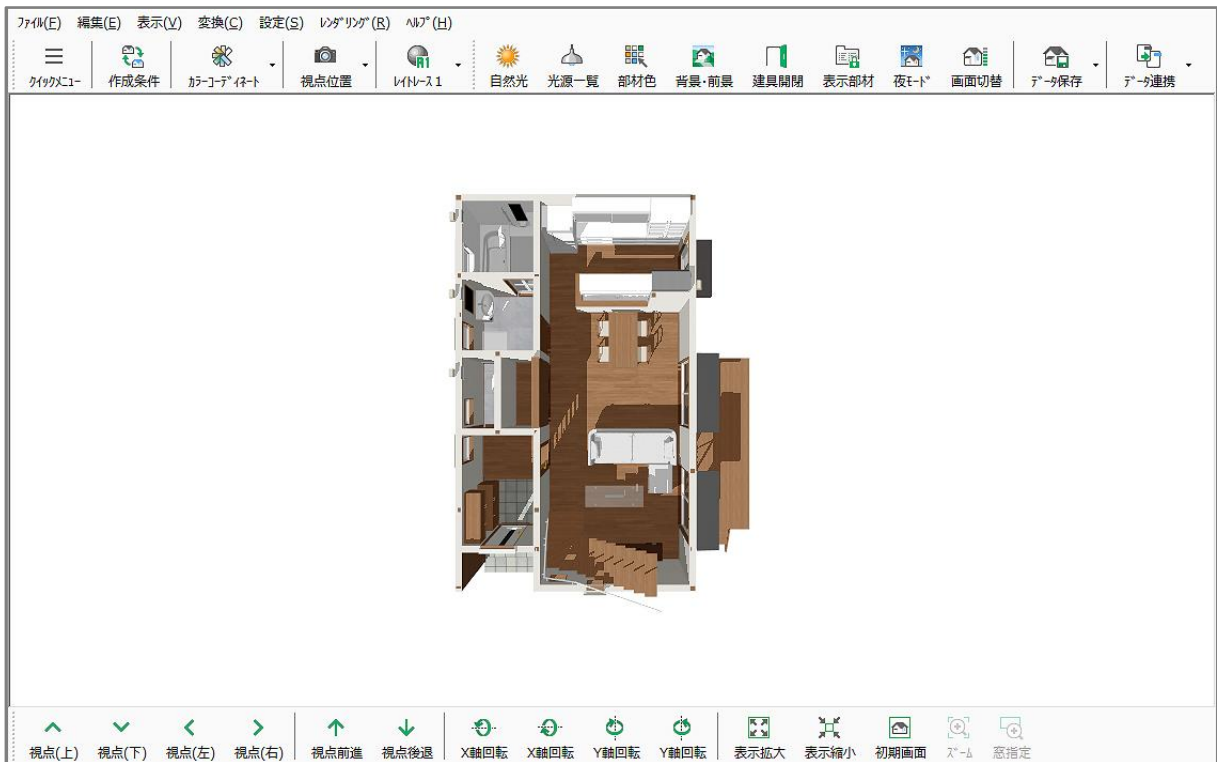 ﾌｧｲﾙ(F) 編集(E) 表示(V) 変換(C) 設定(S) ﾚﾝﾀﾞﾘﾝｸﾞ(R) ﾍﾙﾌﾟ(H)
ｸｲｯｸﾒﾆｭｰ 作成条件 ｶﾗｰｺｰﾃﾞｨﾈｰﾄ 視点位置 ﾚｲﾄﾚｰｽ1 自然光 光源一覧 部材色 背景・前景 建具開閉 表示部材 夜ﾓｰﾄﾞ 画面切替 ﾃﾞｰﾀ保存 ﾃﾞｰﾀ連携
視点(上) 視点(下) 視点(左) 視点(右) 視点前進 視点後退 X軸回転 X軸回転 Y軸回転 Y軸回転 表示拡大 表示縮小 初期画面 ｽﾞｰﾑ 窓指定